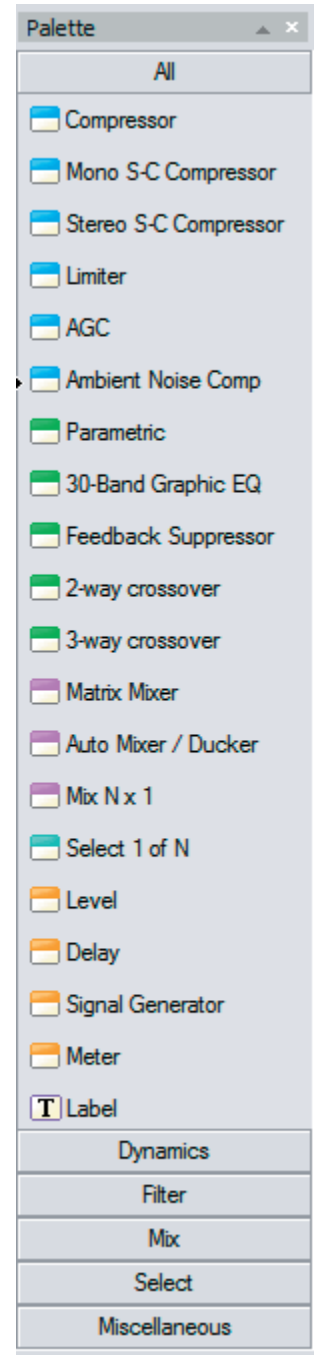 Palette
All
Compressor
Mono S-C Compressor
Stereo S-C Compressor
Limiter
AGC
Ambient Noise Comp
Parametric
30-Band Graphic EQ
Feedback Suppressor
2-way crossover
3-way crossover
Matrix Mixer
Auto Mixer / Ducker
Mix N x 1
Select 1 of N
Level
Delay
Signal Generator
Meter
T Label
Dynamics
Filter
Mix
Select
Miscellaneous